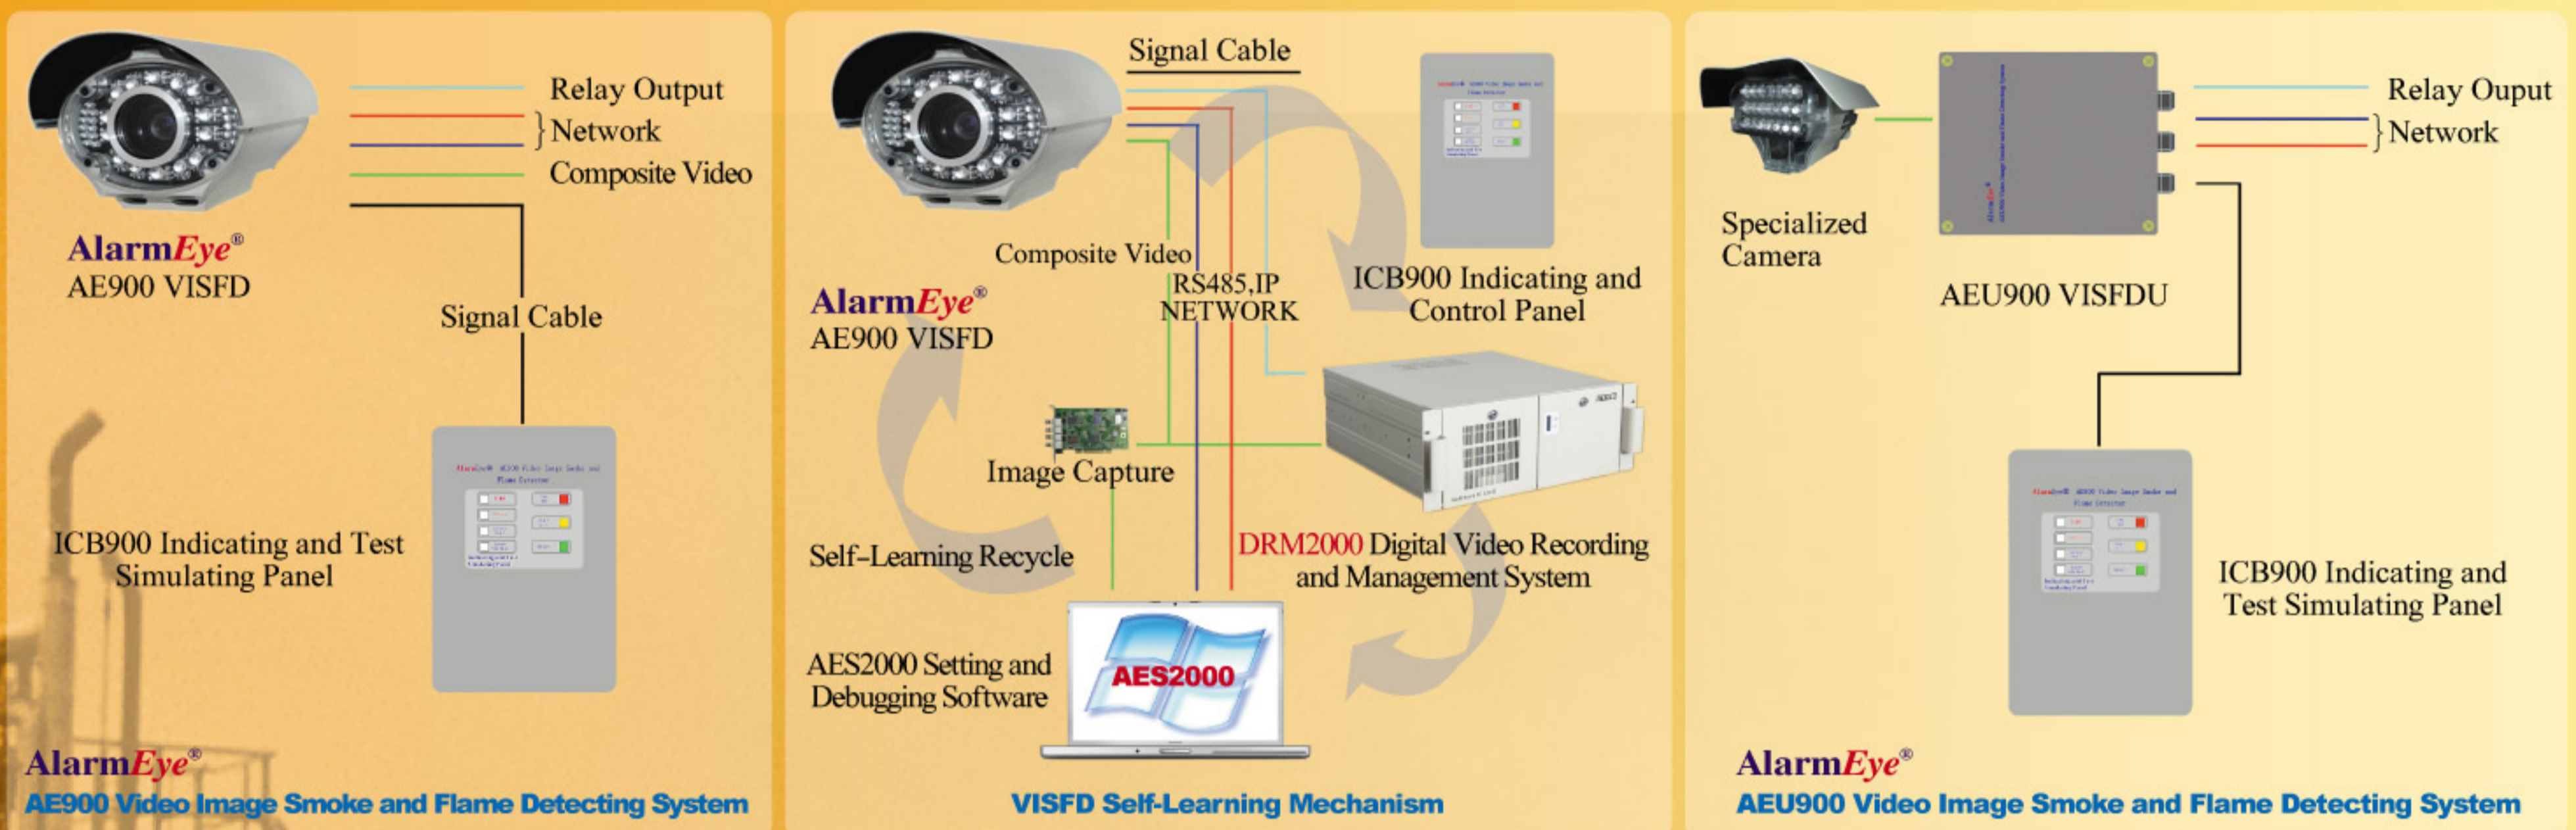 Relay Output
Network
Composite Video
AlarmEye®
AE900 VISFD
Signal Cable
ICB900 Indicating and Test
Simulating Panel
AlarmEye®
AE900 Video Image Smoke and Flame Detecting System
Signal Cable
Composite Video
RS485,IP
NETWORK
ICB900 Indicating and
Control Panel
AlarmEye®
AE900 VISFD
Image Capture
Self-Learning Recycle
DRM2000 Digital Video Recording
and Management System
AES2000 Setting and
Debugging Software
AES2000
VISFD Self-Learning Mechanism
Relay Ouput
Network
Specialized
Camera
AEU900 VISFDU
ICB900 Indicating and
Test Simulating Panel
AlarmEye®
AEU900 Video Image Smoke and Flame Detecting System